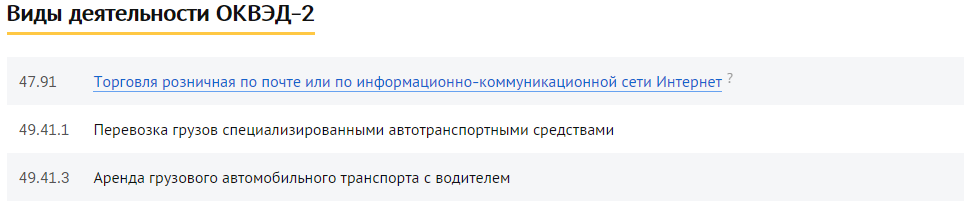 Виды деятельности ОКВЭД-2
47.91 Торговля розничная по почте или по информационно-коммуникационной сети Интернет ?
49.41.1 Перевозка грузов специализированными автотранспортными средствами
49.41.3 Аренда грузового автомобильного транспорта с водителем